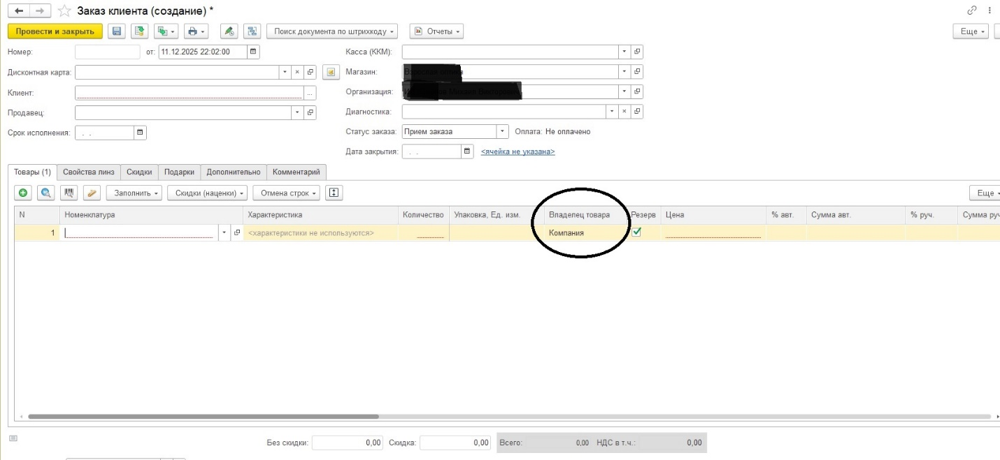 Заказ клиента (создание) *
Провести и закрыть Поиск документа по штрихкоду Отчеты Еще
Номер: от: 11.12.2025 22:02:00 Касса (ККМ):
Дисконтная карта: Магазин:
Клиент: Организация:
Продавец: Диагностика:
Срок исполнения: . . Статус заказа: Прием заказа Оплата: Не оплачено
Дата закрытия: . . <ячейка не указана>
Товары (1) Свойства линз Скидки Подарки Дополнительно Комментарий
Заполнить Скидки (наценки) Отмена строк Еще
N Номенклатура Характеристика Количество Упаковка, Ед. изм. Владелец товара Резерв Цена % авт. Сумма авт. % руч. Сумма руч
1 <характеристики не используются> Компания
Без скидки: 0,00 Скидка: 0,00 Всего: 0,00 НДС в т.ч.: 0,00